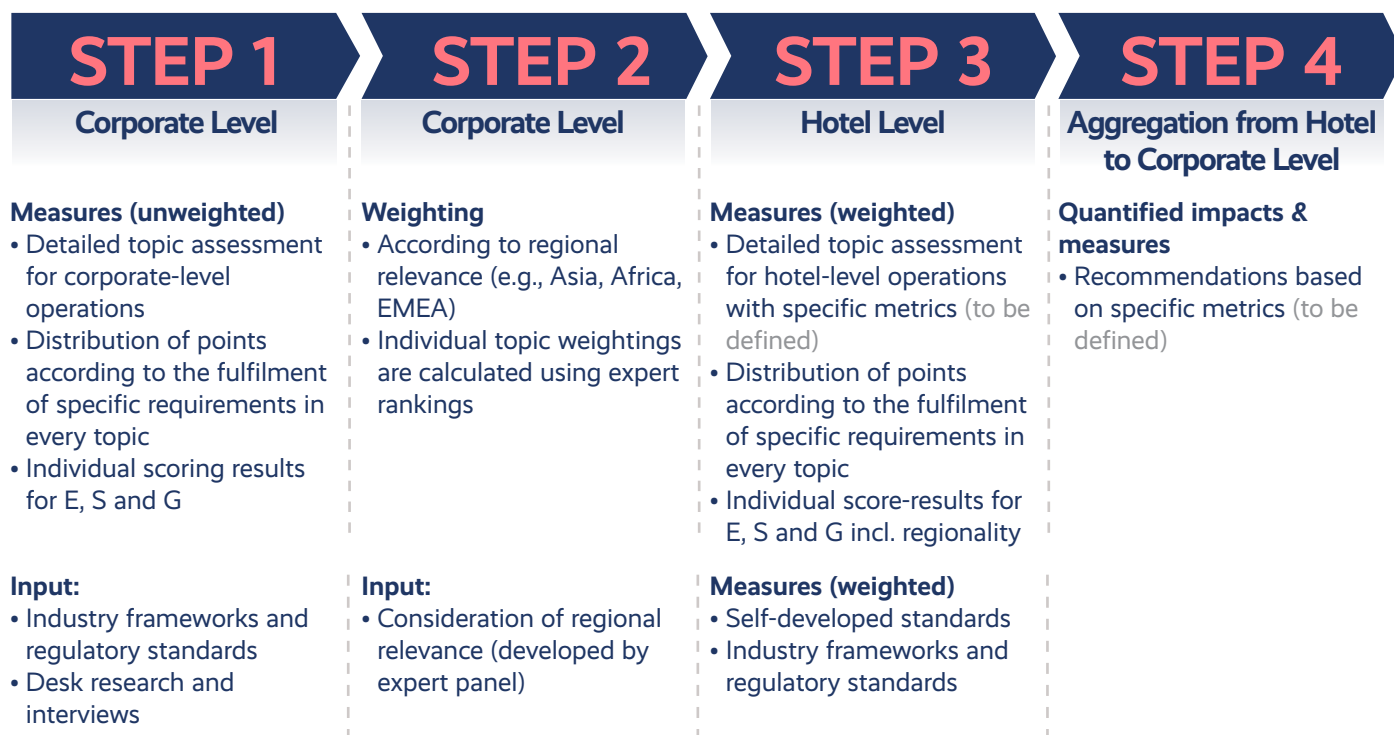 STEP 1
Corporate Level
Measures (unweighted)
• Detailed topic assessment
for corporate-level
operations
• Distribution of points
according to the fulfilment
of specific requirements in
every topic
• Individual scoring results
for E, S and G
Input:
• Industry frameworks and
regulatory standards
• Desk research and
interviews
STEP 2
Corporate Level
Weighting
• According to regional
relevance (e.g., Asia, Africa,
EMEA)
• Individual topic weightings
are calculated using expert
rankings
Input:
• Consideration of regional
relevance (developed by
expert panel)
STEP 3
Hotel Level
Measures (weighted)
• Detailed topic assessment
for hotel-level operations
with specific metrics (to be
defined)
• Distribution of points
according to the fulfilment
of specific requirements in
every topic
• Individual score-results for
E, S and G incl. regionality
Measures (weighted)
• Self-developed standards
• Industry frameworks and
regulatory standards
STEP 4
Aggregation from Hotel
to Corporate Level
Quantified impacts &
measures
• Recommendations based
on specific metrics (to be
defined)